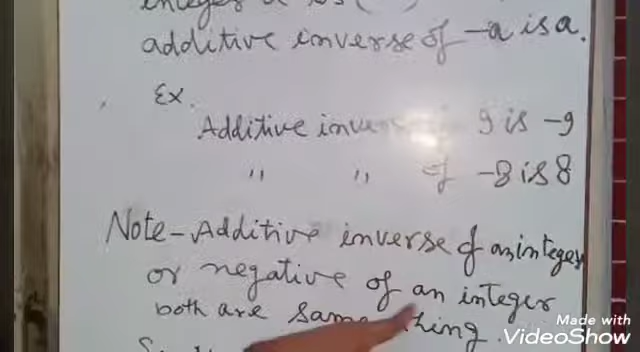 additive inverse of -a is a.
Ex.
Additive 9 is -9
" " of -8 is 8
Note - Additive inverse of an integer
or negative of an integer
both are same thing.
Made with
VideoShow